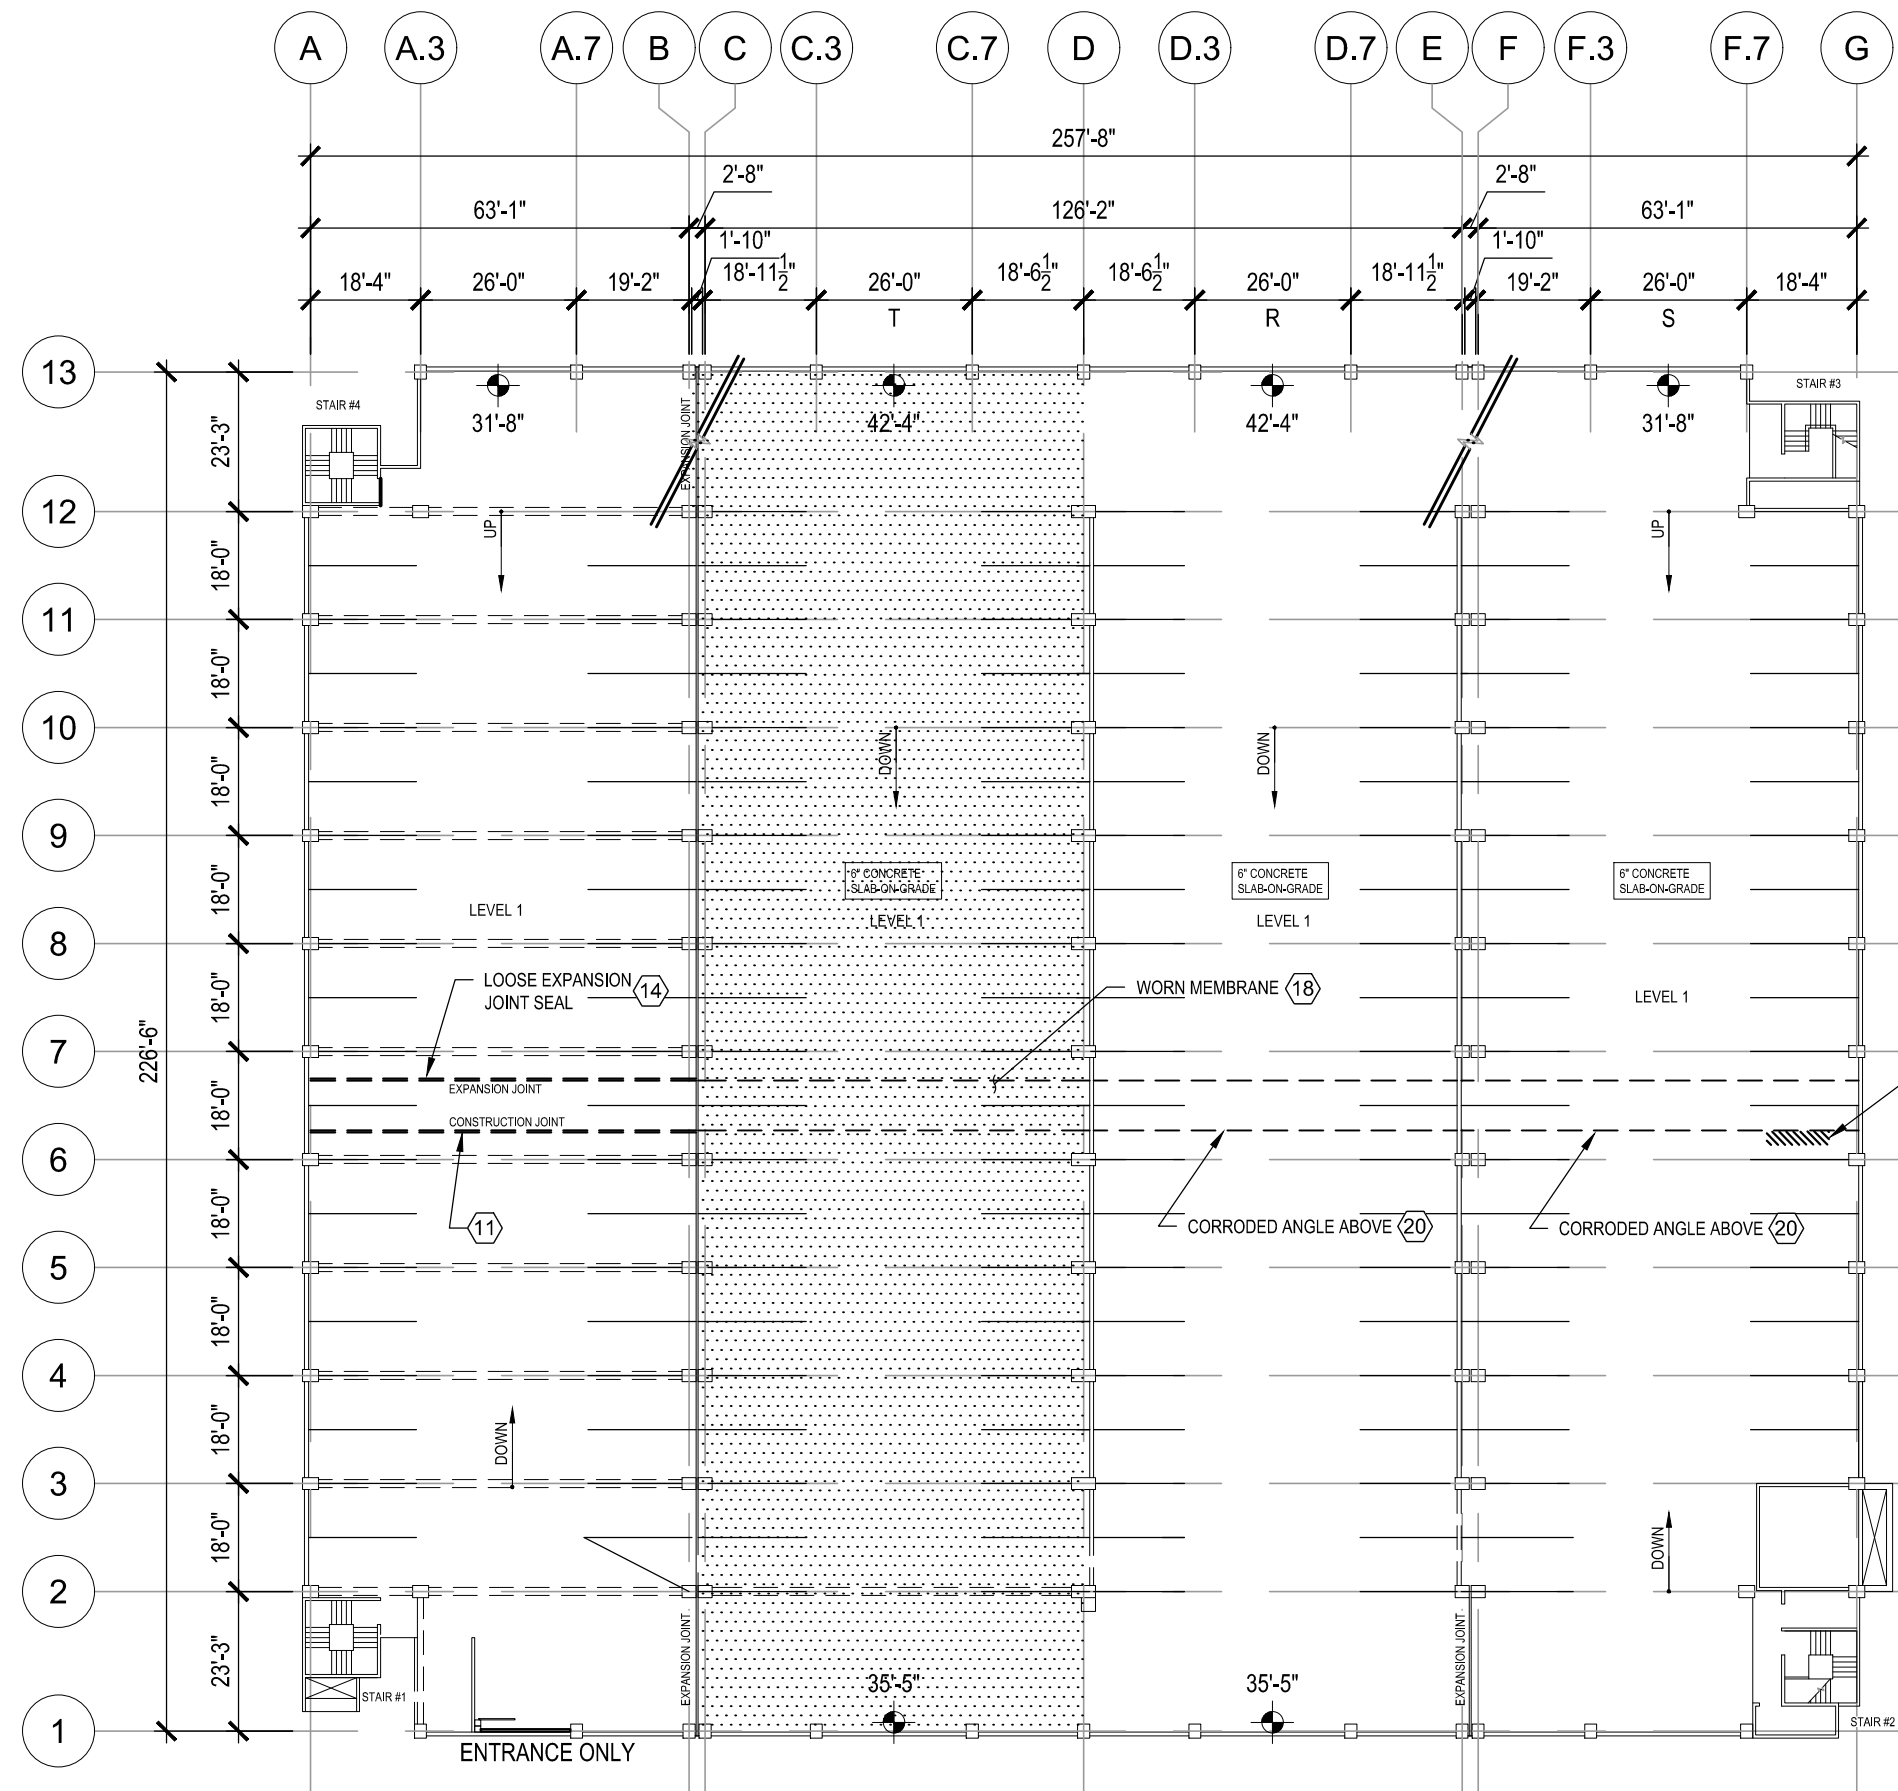 A A.3 A.7 B C C.3 C.7 D D.3 D.7 E F F.3 F.7 G
257'-8"
2'-8" 2'-8"
63'-1" 126'-2" 63'-1"
1'-10" 1'-10"
18'-4" 26'-0" 19'-2" 18'-11 1/2" 26'-0" 18'-6 1/2" 18'-6 1/2" 26'-0" 18'-11 1/2" 19'-2" 26'-0" 18'-4"
T R S
13
STAIR #4 STAIR #3
31'-8" 42'-4" 42'-4" 31'-8"
EXPANSION JOINT
23'-3"
12
UP UP
18'-0"
11
18'-0"
10
DOWN DOWN
18'-0"
9
6" CONCRETE 6" CONCRETE 6" CONCRETE
SLAB-ON-GRADE SLAB-ON-GRADE SLAB-ON-GRADE
18'-0"
LEVEL 1 LEVEL 1 LEVEL 1
8
LOOSE EXPANSION 14
JOINT SEAL
WORN MEMBRANE 18
LEVEL 1
18'-0"
7
226'-6"
EXPANSION JOINT
18'-0"
CONSTRUCTION JOINT
6
18'-0"
11
CORRODED ANGLE ABOVE 20 CORRODED ANGLE ABOVE 20
5
18'-0"
4
18'-0"
DOWN
3
18'-0"
DOWN
2
EXPANSION JOINT EXPANSION JOINT
23'-3"
35'-5" 35'-5"
STAIR #1
STAIR #2
1
ENTRANCE ONLY